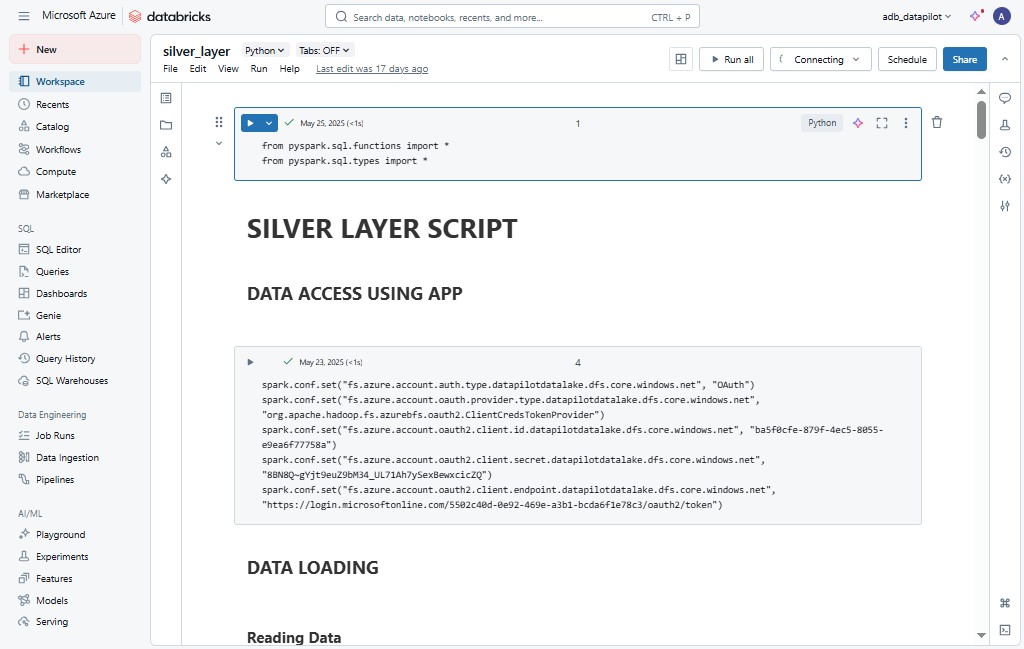 Microsoft Azure databricks Search data, notebooks, recents, and more... CTRL + P adb_datapilot A
New
Workspace
Recents
Catalog
Workflows
Compute
Marketplace
SQL
SQL Editor
Queries
Dashboards
Genie
Alerts
Query History
SQL Warehouses
Data Engineering
Job Runs
Data Ingestion
Pipelines
AI/ML
Playground
Experiments
Features
Models
Serving
silver_layer Python Tabs: OFF
File Edit View Run Help Last edit was 17 days ago
Run all Connecting Schedule Share
May 25, 2025 (<1s) 1 Python
from pyspark.sql.functions import *
from pyspark.sql.types import *
SILVER LAYER SCRIPT
DATA ACCESS USING APP
May 23, 2025 (<1s) 4
spark.conf.set("fs.azure.account.auth.type.datapilotdatalake.dfs.core.windows.net", "OAuth")
spark.conf.set("fs.azure.account.oauth.provider.type.datapilotdatalake.dfs.core.windows.net",
"org.apache.hadoop.fs.azurebfs.oauth2.ClientCredsTokenProvider")
spark.conf.set("fs.azure.account.oauth2.client.id.datapilotdatalake.dfs.core.windows.net", "ba5f0cfe-879f-4ec5-8055-
e9ea6f77758a")
spark.conf.set("fs.azure.account.oauth2.client.secret.datapilotdatalake.dfs.core.windows.net",
"8BN8Q~gYjt9euZ9bM34_UL71Ah7ySexBewxcicZQ")
spark.conf.set("fs.azure.account.oauth2.client.endpoint.datapilotdatalake.dfs.core.windows.net",
"https://login.microsoftonline.com/5502c40d-0e92-469e-a3b1-bcda6f1e78c3/oauth2/token")
DATA LOADING
Reading Data